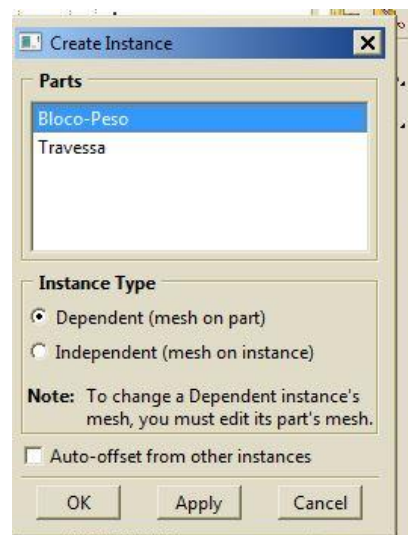 Create Instance
Parts
Bloco-Peso
Travessa
Instance Type
Dependent (mesh on part)
Independent (mesh on instance)
Note: To change a Dependent instance's
mesh, you must edit its part's mesh.
Auto-offset from other instances
OK Apply Cancel